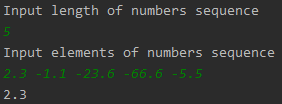 Input length of numbers sequence
5
Input elements of numbers sequence
2.3 -1.1 -23.6 -66.6 -5.5
2.3